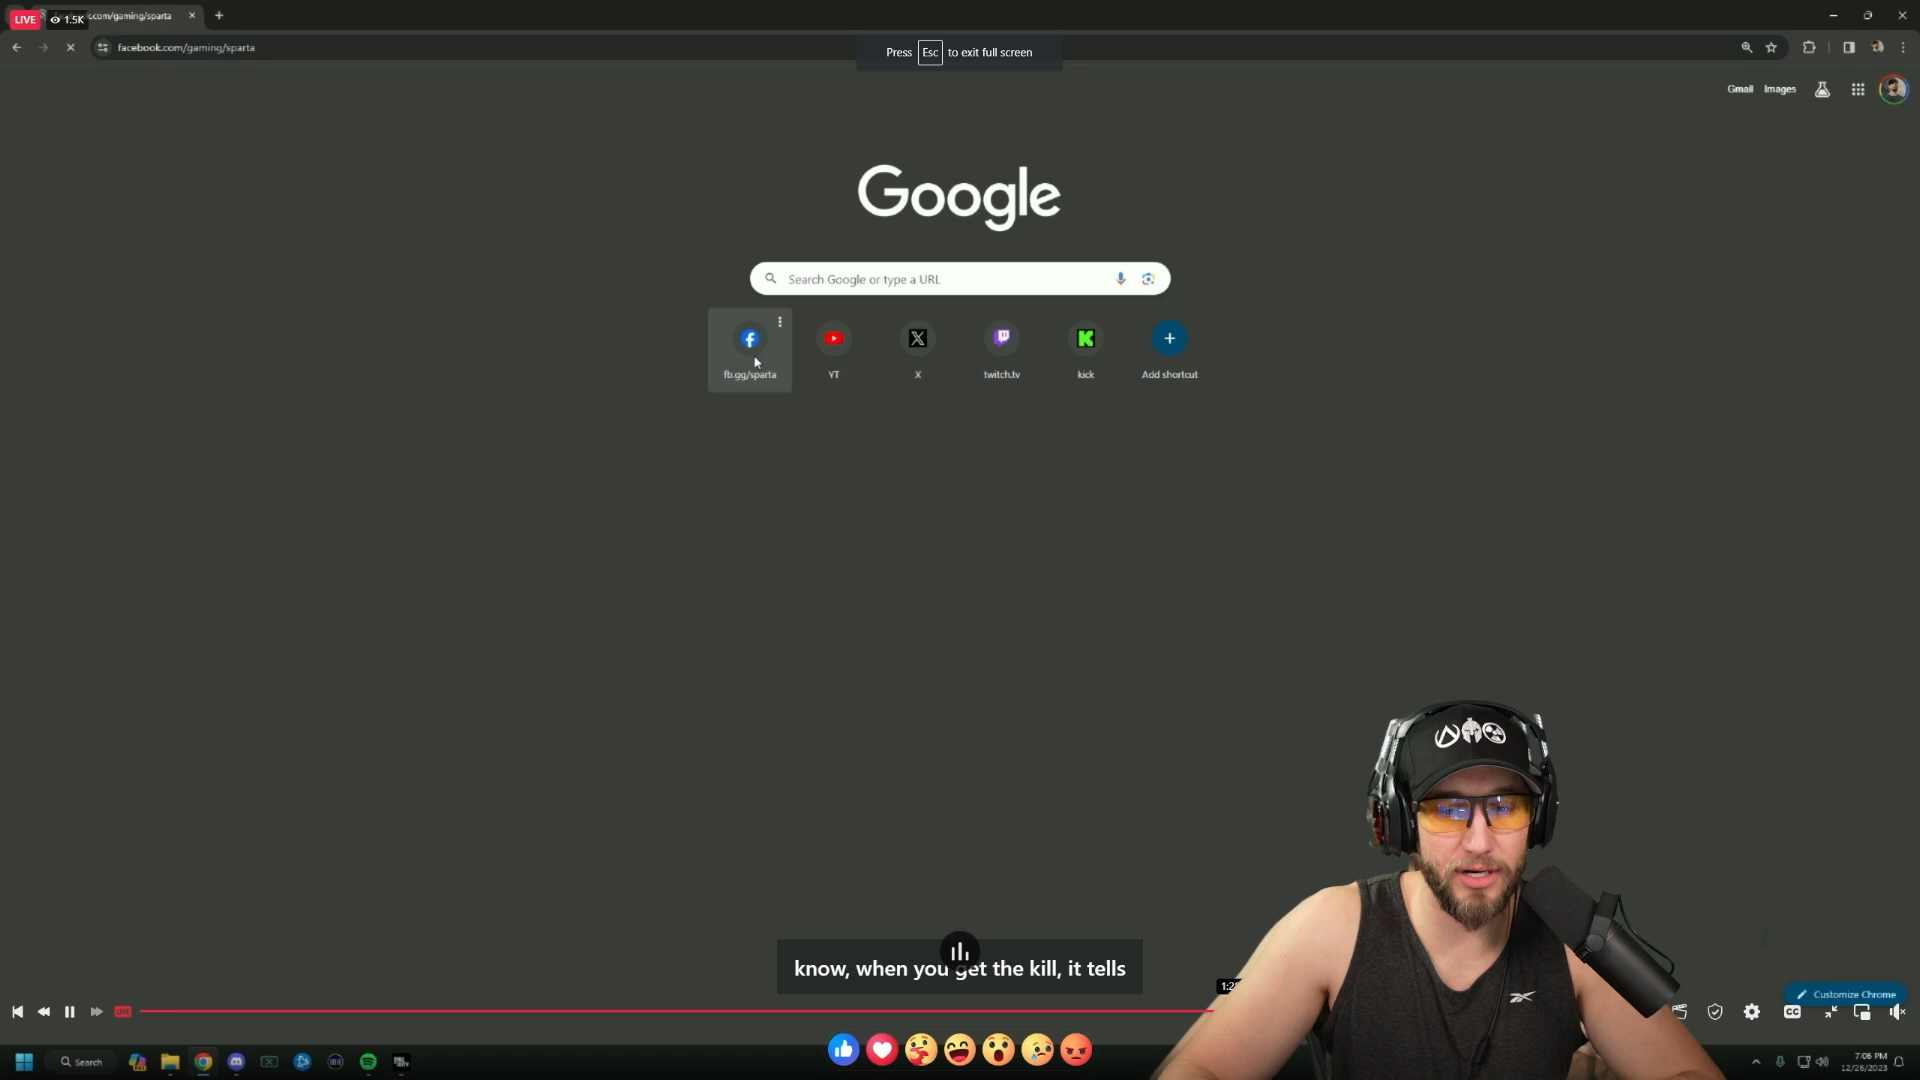 LIVE 1.5K
.com/gaming/sparta
facebook.com/gaming/sparta
Press Esc to exit full screen
Gmail Images
Google
Search Google or type a URL
fb.gg/sparta YT X twitch.tv kick Add shortcut
know, when you get the kill, it tells
Customize Chrome
LIVE
CC
Search
7:06 PM
12/26/2023